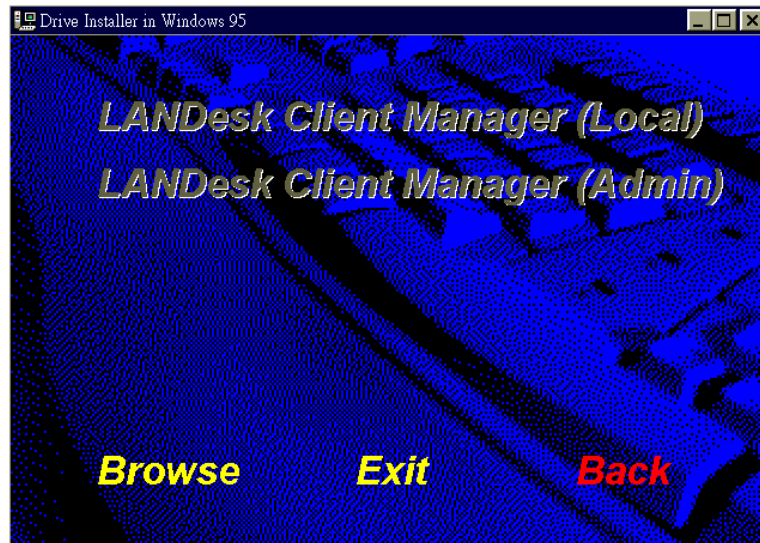 Drive Installer in Windows 95
LANDesk Client Manager (Local)
LANDesk Client Manager (Admin)
Browse Exit Back